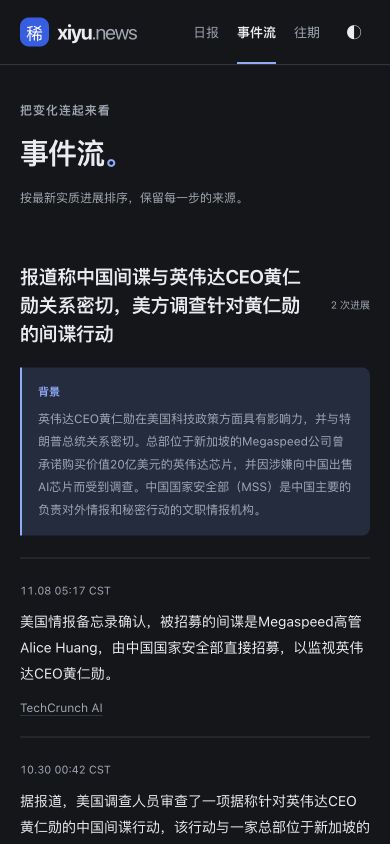 稀 xiyu.news 日报 事件流 往期
把变化连起来看
事件流。
按最新实质进展排序，保留每一步的来源。
报道称中国间谍与英伟达CEO黄仁
勋关系密切，美方调查针对黄仁勋
的间谍行动
2 次进展
背景
英伟达CEO黄仁勋在美国科技政策方面具有影响力，并与特
朗普总统关系密切。总部位于新加坡的Megaspeed公司曾
承诺购买价值20亿美元的英伟达芯片，并因涉嫌向中国出售
AI芯片而受到调查。中国国家安全部（MSS）是中国主要的
负责对外情报和秘密行动的文职情报机构。
11.08 05:17 CST
美国情报备忘录确认，被招募的间谍是Megaspeed高管
Alice Huang，由中国国家安全部直接招募，以监视英伟
达CEO黄仁勋。
TechCrunch AI
10.30 00:42 CST
据报道，美国调查人员审查了一项据称针对英伟达CEO
黄仁勋的中国间谍行动，该行动与一家总部位于新加坡的